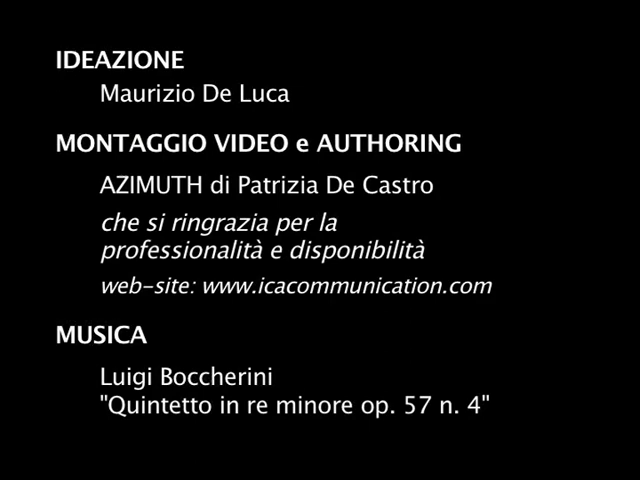 IDEAZIONE
Maurizio De Luca
MONTAGGIO VIDEO e AUTHORING
AZIMUTH di Patrizia De Castro
che si ringrazia per la
professionalità e disponibilità
web-site: www.icacommunication.com
MUSICA
Luigi Boccherini
"Quintetto in re minore op. 57 n. 4"